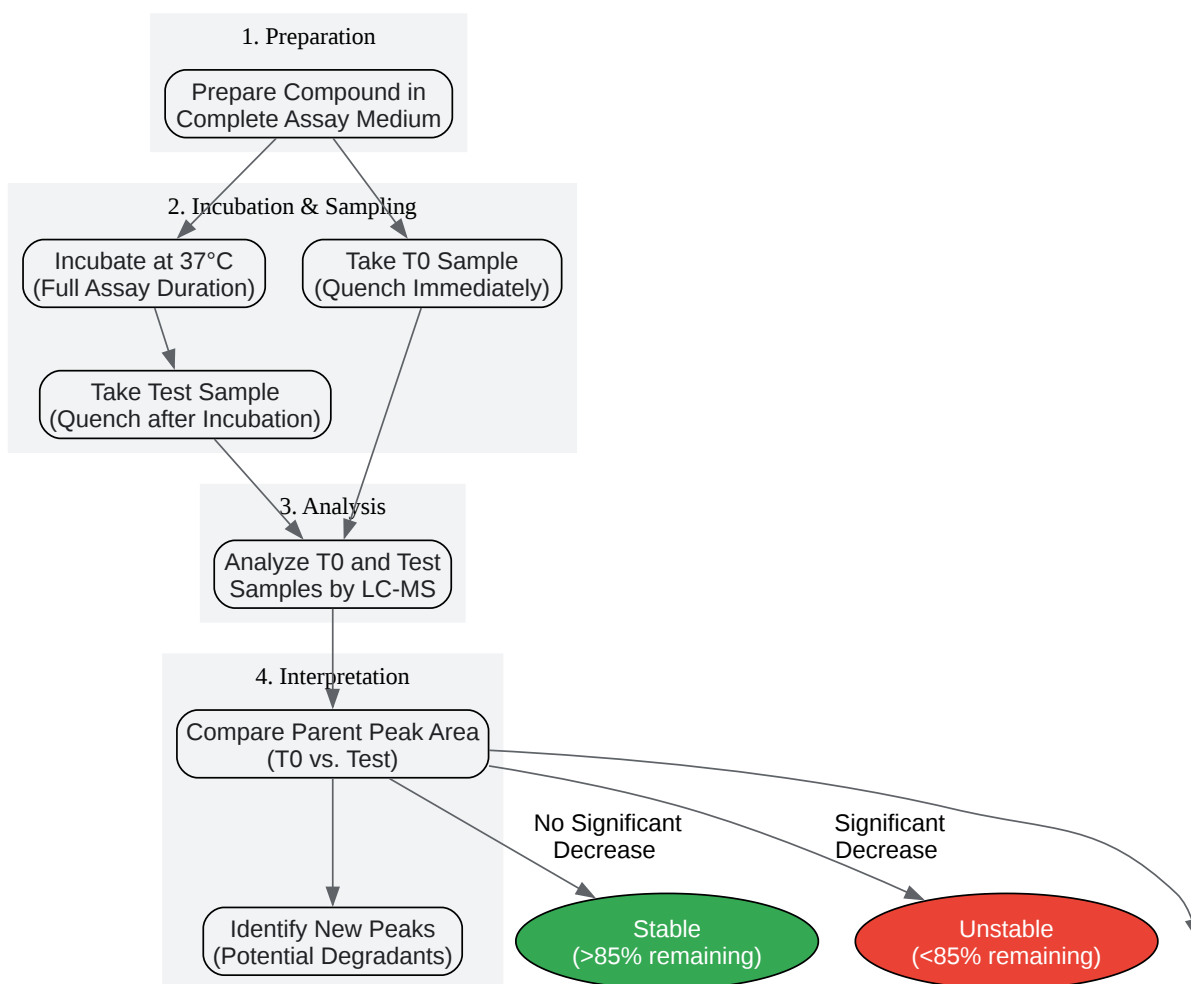 1. Preparation
Prepare Compound in
Complete Assay Medium
2. Incubation & Sampling
Incubate at 37°C
(Full Assay Duration)
Take T0 Sample
(Quench Immediately)
Take Test Sample
(Quench after Incubation)
3. Analysis
Analyze T0 and Test
Samples by LC-MS
4. Interpretation
Compare Parent Peak Area
(T0 vs. Test)
No Significant
Decrease
Significant
Decrease
Identify New Peaks
(Potential Degradants)
Stable
(>85% remaining)
Unstable
(<85% remaining)